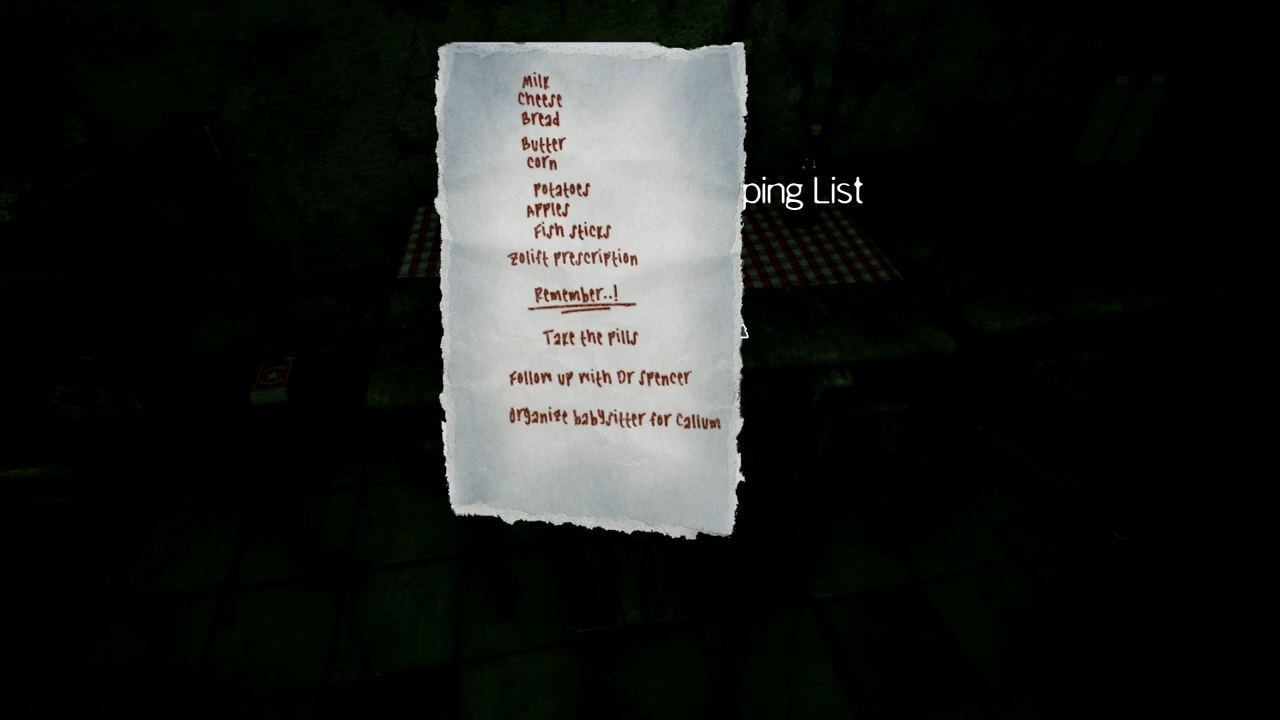 Milk
Cheese
Bread
Butter
Corn
Potatoes
Apples
Fish sticks
Zolift prescription
Remember..!
Take the pills
Follow up with Dr Spencer
Organize babysitter for Callum
ping List